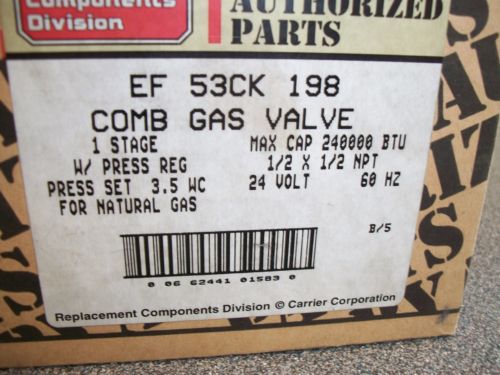 Components
Division
AUTHORIZED
PARTS
EF 53CK 198
COMB GAS VALVE
1 STAGE MAX CAP 240000 BTU
W/ PRESS REG 1/2 X 1/2 NPT
PRESS SET 3.5 WC 24 VOLT 60 HZ
FOR NATURAL GAS
B/5
0 06 62441 01583 0
Replacement Components Division © Carrier Corporation